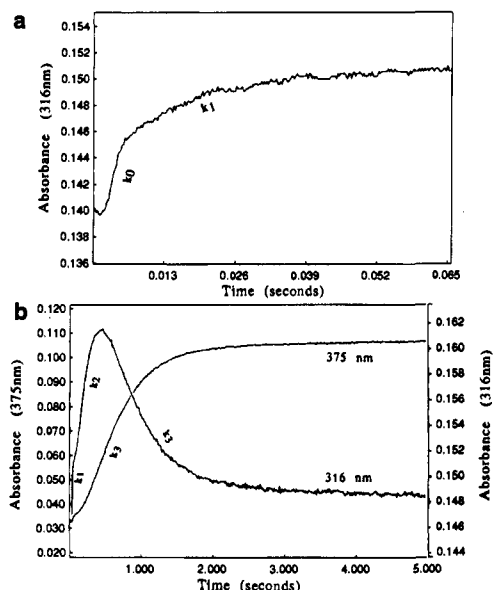 a
Absorbance (316nm)
0.154
0.152
0.150
0.148
0.146
0.144
0.142
0.140
0.138
0.136
k0
k1
0.013
0.026
0.039
0.052
0.065
Time (seconds)
b
Absorbance (375nm)
0.120
0.110
0.100
0.090
0.080
0.070
0.060
0.050
0.040
0.030
0.020
k1
k2
k3
k3
375 nm
316 nm
0.162
0.160
0.158
0.156
0.154
0.152
0.150
0.148
0.146
0.144
Absorbance (316nm)
1.000
2.000
3.000
4.000
5.000
Time (seconds)